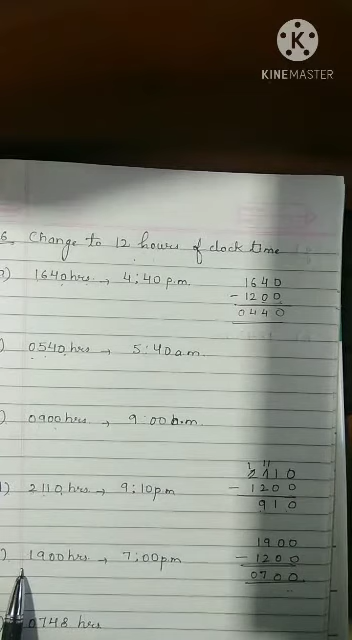 K
KINEMASTER
6. Change to 12 hours of clock time
) 1640 hrs → 4:40 p.m.
1640
- 1200
0440
) 0540 hrs → 5:40 a.m.
) 0900 hrs → 9:00 a.m.
) 2110 hrs → 9:10 pm
2110
- 1200
910
) 1900 hrs → 7:00 pm
1900
- 1200
0700
0748 hrs